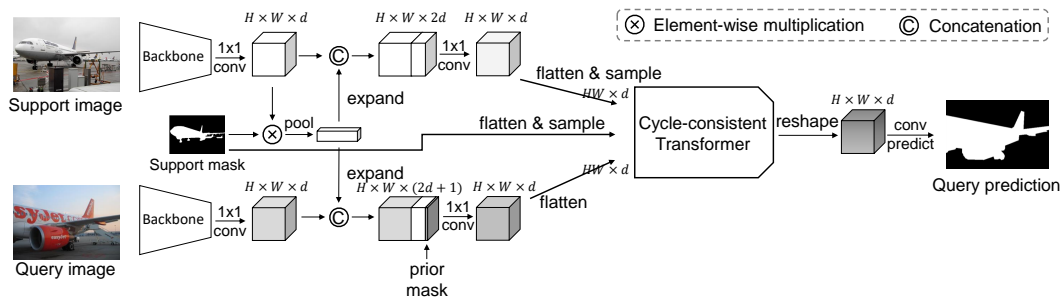 H × W × d
H × W × 2d
H × W × d
Element-wise multiplication
Concatenation
Backbone
1x1
conv
C
1x1
conv
flatten & sample
HW × d
Support image
expand
pool
flatten & sample
Support mask
Cycle-consistent
Transformer
reshape
H × W × d
conv
predict
Query prediction
expand
H × W × d
H × W × (2d + 1)
H × W × d
HW × d
flatten
Backbone
1x1
conv
C
1x1
conv
Query image
prior
mask